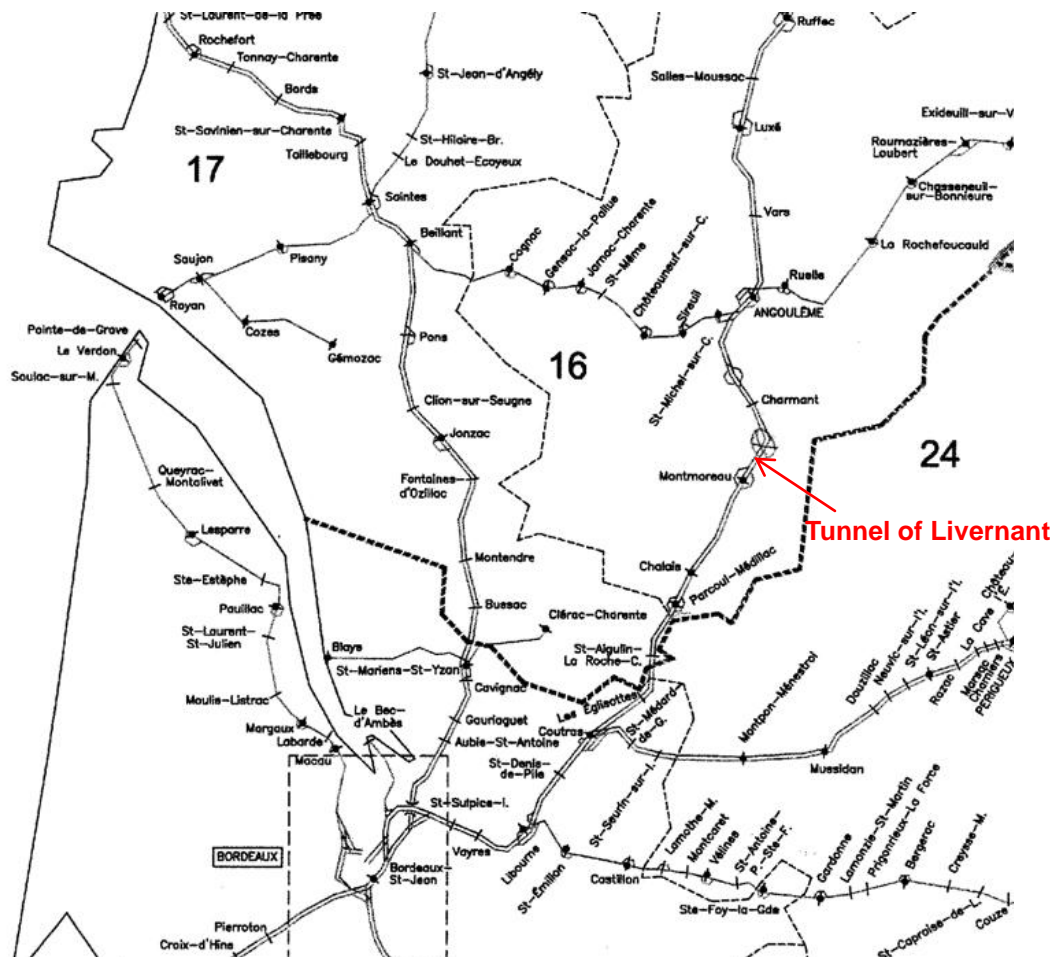 St-Laurent-de-la Prée
Rochefort
Tonnay-Charente
Bords
St-Savinien-sur-Charente
Taillebourg
17
St-Jean-d'Angély
St-Hilaire-Br.
Le Douhet-Ecoyeux
Saintes
Beillant
Pisany
Saujon
Royan
Cozes
Gémozac
Ruffec
Salles-Moussac
Luxé
Vars
Exideuil-sur-V
Roumazières-
Loubert
Chasseneuil-
sur-Bonnieure
La Rochefoucauld
Ruelle
ANGOULÊME
Cognac
Gensac-la-Pallue
Jarnac-Charente
St-Même
Châteauneuf-sur-C.
Sireuil
St-Michel-sur-C.
16
Pointe-de-Grave
Le Verdon
Soulac-sur-M.
Pons
Clion-sur-Seugne
Jonzac
Fontaines-
d'Ozillac
Charmant
Montmoreau
24
Tunnel of Livernant
Queyrac-
Montalivet
Lesparre
Ste-Estèphe
Pauillac
St-Laurent-
St-Julien
Moulis-Listrac
Margaux
Labarde
Macau
Montendre
Bussac
Clérac-Charente
Blaye
St-Mariens-St-Yzan
Cavignac
Gauriaguet
Aubie-St-Antoine
Le Bec-
d'Ambès
Chalais
Parcoul-Médillac
St-Aigulin-
La Roche-C.
Les Églisottes
Coutras
St-Médard-
de-G.
St-Denis-
de-Pile
Montpon-Ménestrol
Mussidan
Douzillac
Neuvic-sur-l'I.
St-Léon-sur-l'I.
St-Astier
Razac
La Cave
Marsac
Chamiers
PÉRIGUEUX
Château-
l'E.
St-Sulpice-I.
Vayres
Libourne
St-Émilion
St-Seurin-sur-I.
Castillon
Lamothe-M.
Montcaret
Vélines
St-Antoine-
P.-Ste-F.
Ste-Foy-la-Gde
Gardonne
Lamonzie-St-Martin
Prigonrieux-La Force
Bergerac
Creysse-M.
St-Capraise-de-L.
Couze
BORDEAUX
Bordeaux-
St-Jean
Pierroton
Croix-d'Hins